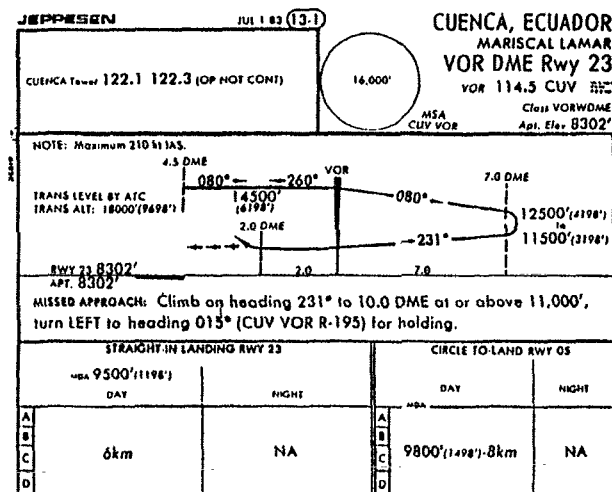 JEPPESEN JUL 1 83 13-1
CUENCA, ECUADOR
MARISCAL LAMAR
VOR DME Rwy 23
VOR 114.5 CUV
Class VORWDME
Apt. Elev 8302'
CUENCA Tower 122.1 122.3 (OP NOT CONT)
16,000'
MSA
CUV VOR
NOTE: Maximum 210 kt IAS.
4.5 DME
VOR
7.0 DME
080° 260°
080°
TRANS LEVEL BY ATC
TRANS ALT: 18000'(9698')
14500'
(6198')
2.0 DME
231°
12500'(4198')
to
11500'(3198')
RWY 23 8302'
APT. 8302'
2.0 7.0
MISSED APPROACH: Climb on heading 231° to 10.0 DME at or above 11,000',
turn LEFT to heading 015° (CUV VOR R-195) for holding.
STRAIGHT-IN LANDING RWY 23
CIRCLE TO-LAND RWY 05
MDA 9500'(1198')
DAY NIGHT
DAY NIGHT
MDA
A
B
C
D
6km NA
A
B
C
D
9800'(1498')-8km NA